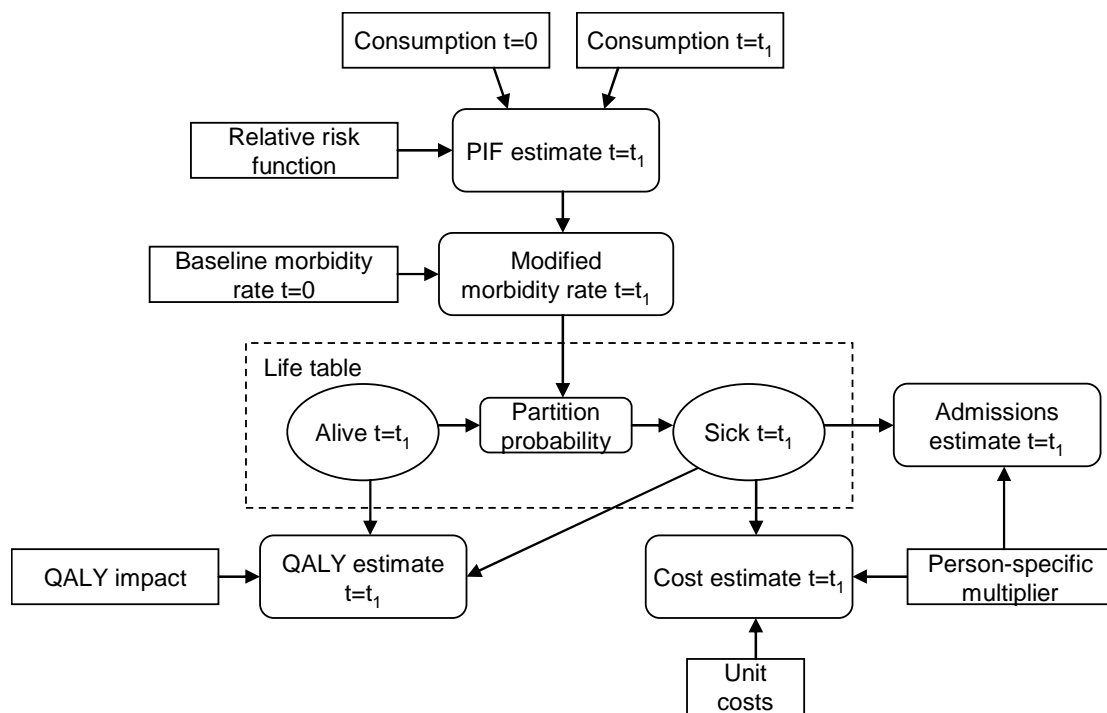 Consumption t=0
Consumption t=t₁
Relative risk
function
PIF estimate t=t₁
Baseline morbidity
rate t=0
Modified
morbidity rate t=t₁
Life table
Alive t=t₁
Partition
probability
Sick t=t₁
Admissions
estimate t=t₁
QALY impact
QALY estimate
t=t₁
Cost estimate t=t₁
Person-specific
multiplier
Unit
costs